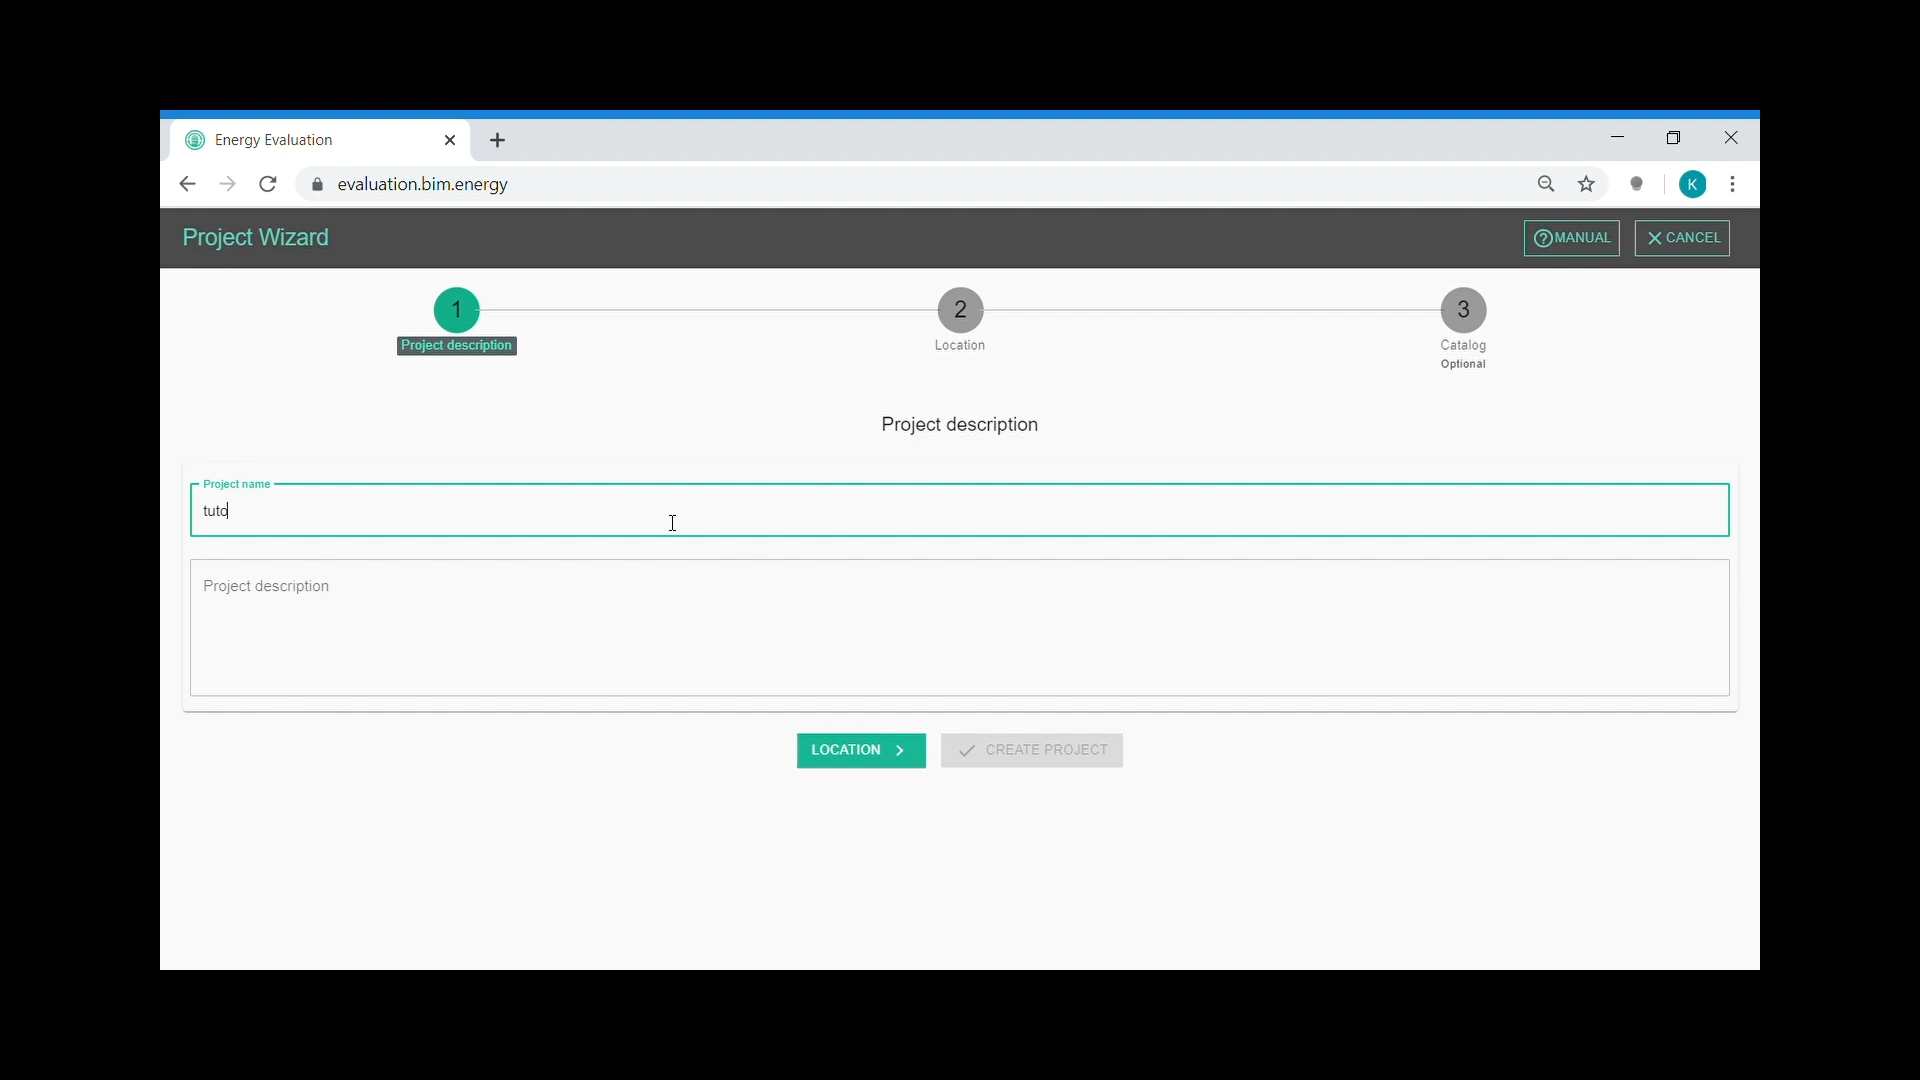 Energy Evaluation
evaluation.bim.energy
K
Project Wizard
MANUAL
CANCEL
1
2
3
Project description
Location
Catalog
Optional
Project description
Project name
tuto
Project description
LOCATION
CREATE PROJECT